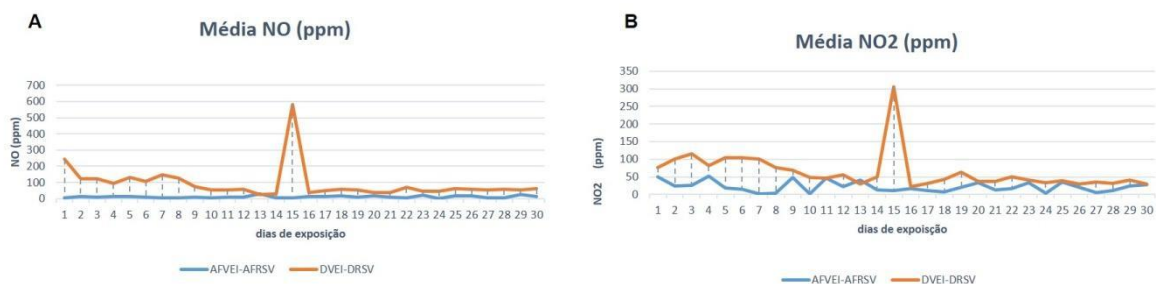 A
Média NO (ppm)
NO (ppm)
700
600
500
400
300
200
100
0
1 2 3 4 5 6 7 8 9 10 11 12 13 14 15 16 17 18 19 20 21 22 23 24 25 26 27 28 29 30
dias de exposição
AFVEI-AFRSV DVEI-DRSV
B
Média NO2 (ppm)
NO2 (ppm)
350
300
250
200
150
100
50
0
1 2 3 4 5 6 7 8 9 10 11 12 13 14 15 16 17 18 19 20 21 22 23 24 25 26 27 28 29 30
dias de expoisição
AFVEI-AFRSV DVEI-DRSV